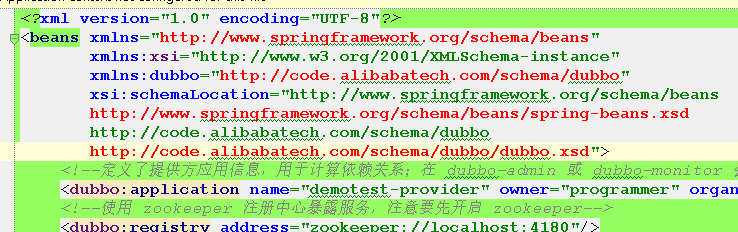 <?xml version="1.0" encoding="UTF-8"?>
<beans xmlns="http://www.springframework.org/schema/beans"
xmlns:xsi="http://www.w3.org/2001/XMLSchema-instance"
xmlns:dubbo="http://code.alibabatech.com/schema/dubbo"
xsi:schemaLocation="http://www.springframework.org/schema/beans
http://www.springframework.org/schema/beans/spring-beans.xsd
http://code.alibabatech.com/schema/dubbo
http://code.alibabatech.com/schema/dubbo/dubbo.xsd">
<!--定义了提供方应用信息，用于计算依赖关系；在 dubbo-admin 或 dubbo-monitor
<dubbo:application name="demotest-provider" owner="programmer" organ
<!--使用 zookeeper 注册中心暴露服务，注意要先开启 zookeeper-->
<dubbo:registry address="zookeeper://localhost:4180"/>